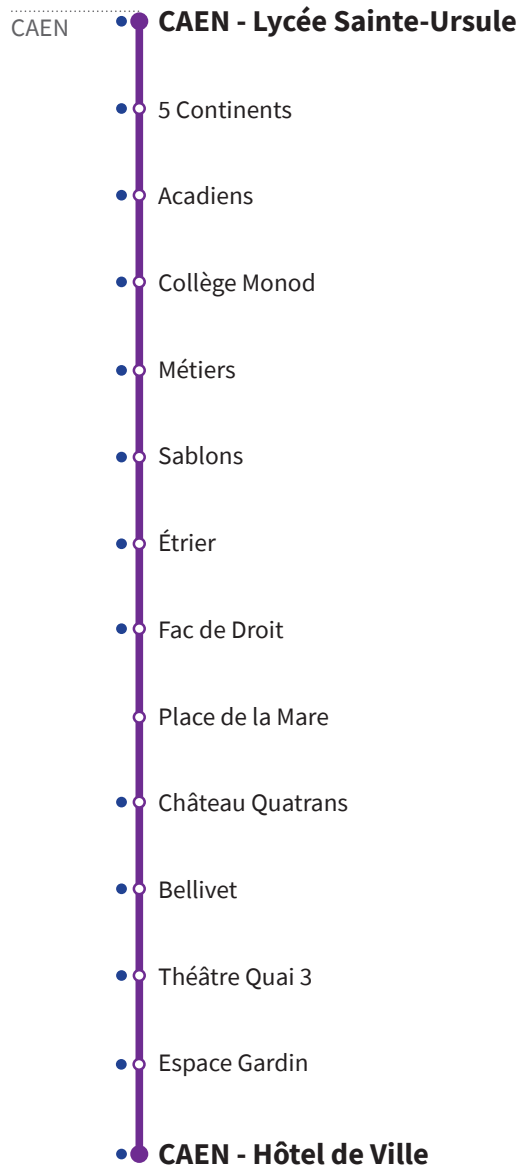 CAEN
CAEN - Lycée Sainte-Ursule
5 Continents
Acadiens
Collège Monod
Métiers
Sablons
Étrier
Fac de Droit
Place de la Mare
Château Quatrans
Bellivet
Théâtre Quai 3
Espace Gardin
CAEN - Hôtel de Ville